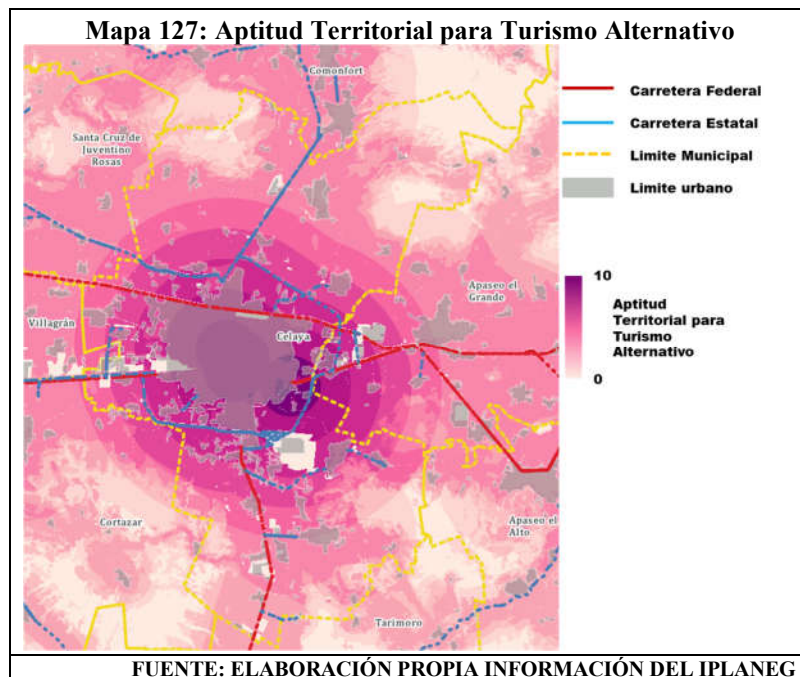 Mapa 127: Aptitud Territorial para Turismo Alternativo
Comonfort
Santa Cruz de
Juventino
Rosas
Apaseo el
Grande
Villagrán
Celaya
Cortazar
Apaseo el
Alto
Tarimoro
Carretera Federal
Carretera Estatal
Limite Municipal
Limite urbano
10
Aptitud
Territorial para
Turismo
Alternativo
0
FUENTE: ELABORACIÓN PROPIA INFORMACIÓN DEL IPLANEG